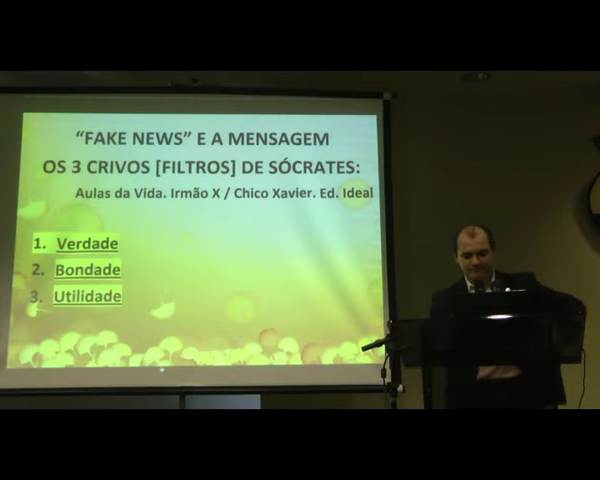 “FAKE NEWS” E A MENSAGEM
OS 3 CRIVOS [FILTROS] DE SÓCRATES:
Aulas da Vida. Irmão X / Chico Xavier. Ed. Ideal
1. Verdade
2. Bondade
3. Utilidade